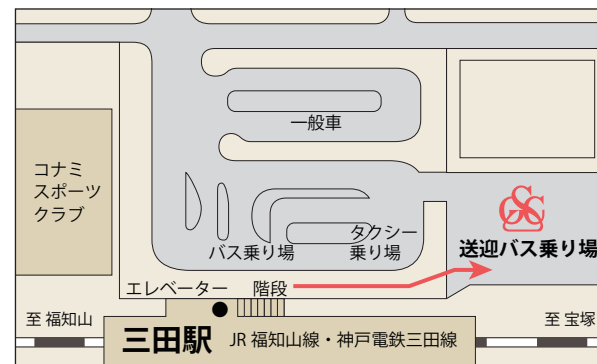 一般車
コナミ
スポーツ
クラブ
タクシー
バス乗り場 乗り場
送迎バス乗り場
エレベーター 階段
至 福知山
至 宝塚
三田駅 JR 福知山線・神戸電鉄三田線